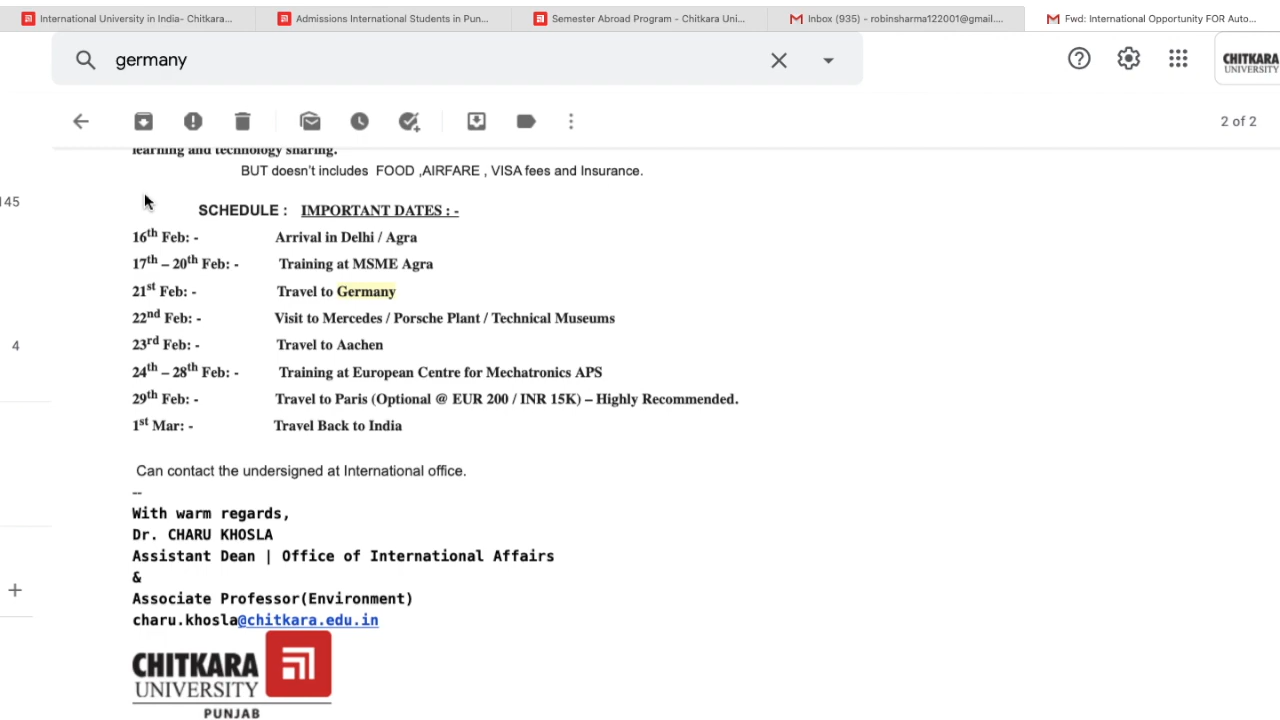 International University in India- Chitkara...
Admissions International Students in Pun...
Semester Abroad Program - Chitkara Uni...
Inbox (935) - robinsharma122001@gmail....
Fwd: International Opportunity FOR Auto...
germany
CHITKARA
UNIVERSITY
2 of 2
learning and technology sharing.
BUT doesn't includes FOOD ,AIRFARE , VISA fees and Insurance.
145
SCHEDULE : IMPORTANT DATES : -
16th Feb: - Arrival in Delhi / Agra
17th – 20th Feb: - Training at MSME Agra
21st Feb: - Travel to Germany
22nd Feb: - Visit to Mercedes / Porsche Plant / Technical Museums
4
23rd Feb: - Travel to Aachen
24th – 28th Feb: - Training at European Centre for Mechatronics APS
29th Feb: - Travel to Paris (Optional @ EUR 200 / INR 15K) – Highly Recommended.
1st Mar: - Travel Back to India
Can contact the undersigned at International office.
--
With warm regards,
Dr. CHARU KHOSLA
Assistant Dean | Office of International Affairs
&
Associate Professor(Environment)
charu.khosla@chitkara.edu.in
CHITKARA
UNIVERSITY
PUNJAB